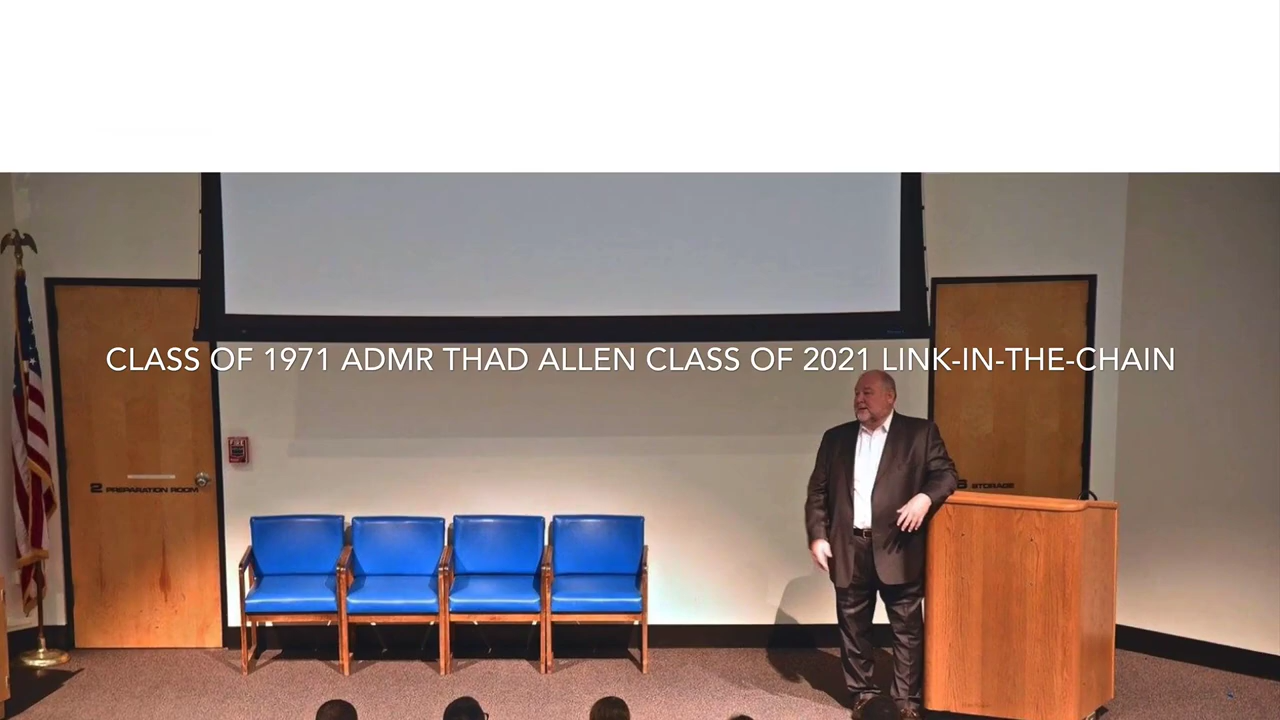 CLASS OF 1971 ADMR THAD ALLEN CLASS OF 2021 LINK-IN-THE-CHAIN
2 PREPARATION ROOM
STORAGE